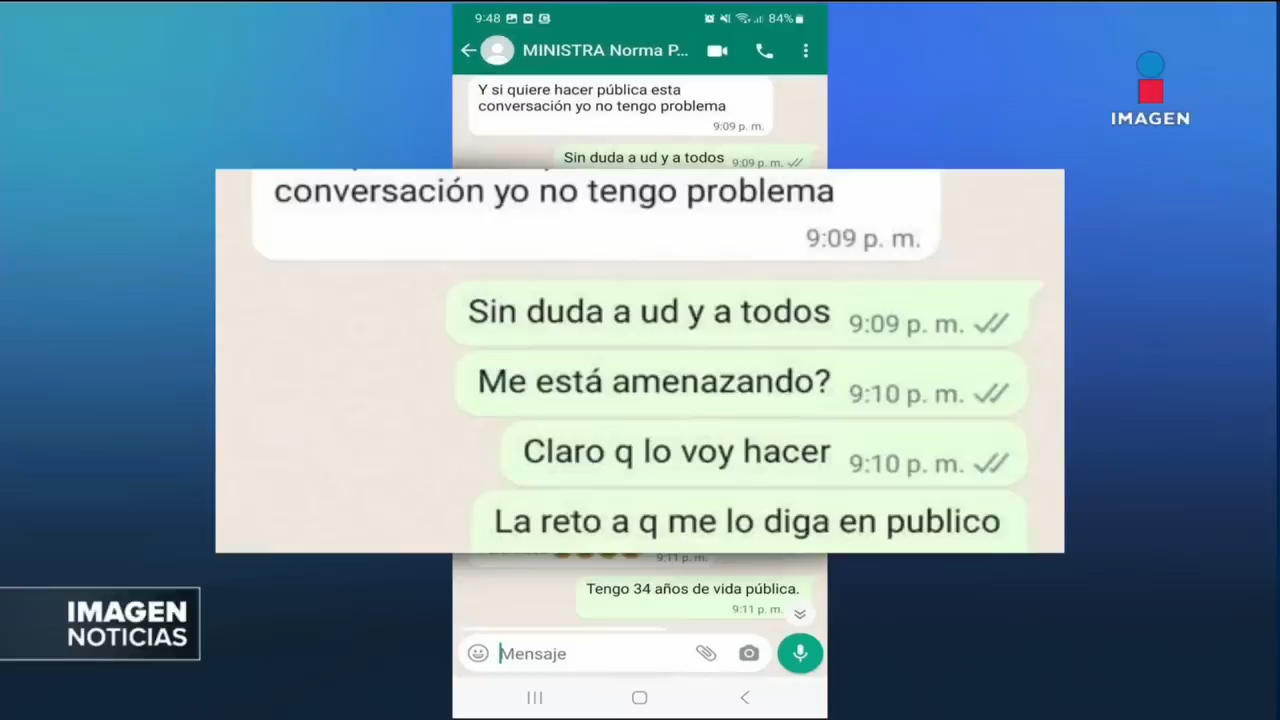 9:48
84%
MINISTRA Norma P...
Y si quiere hacer pública esta
conversación yo no tengo problema
9:09 p. m.
Sin duda a ud y a todos 9:09 p. m.
IMAGEN
conversación yo no tengo problema
9:09 p. m.
Sin duda a ud y a todos 9:09 p. m.
Me está amenazando? 9:10 p. m.
Claro q lo voy hacer 9:10 p. m.
La reto a q me lo diga en publico
9:11 p. m.
Tengo 34 años de vida pública.
9:11 p. m.
Mensaje
IMAGEN
NOTICIAS